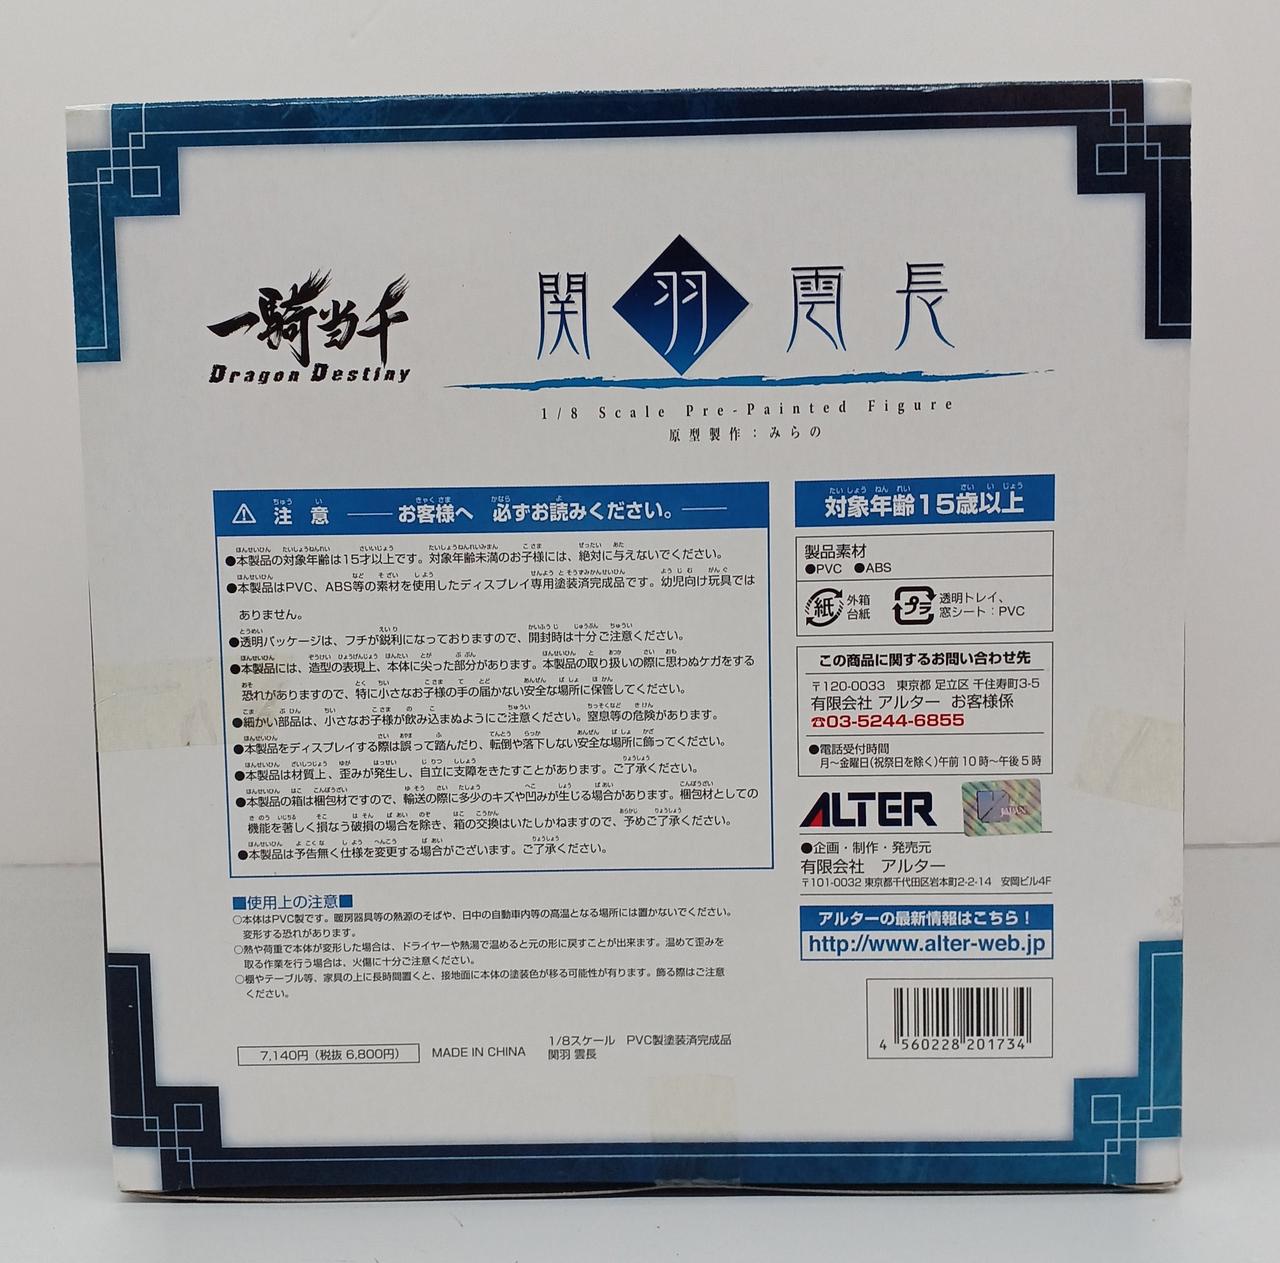 一騎当千
Dragon Destiny
関羽雲長
1/8 Scale Pre-Painted Figure
原型製作：みらの
⚠注意 ── お客様へ 必ずお読みください。 ──
●本製品の対象年齢は15才以上です。対象年齢未満のお子様には、絶対に与えないでください。
●本製品はPVC、ABS等の素材を使用したディスプレイ専用塗装済完成品です。幼児向け玩具では
ありません。
●透明パッケージは、フチが鋭利になっておりますので、開封時は十分ご注意ください。
●本製品には、造型の表現上、本体に尖った部分があります。本製品の取り扱いの際に思わぬケガをする
恐れがありますので、特に小さなお子様の手の届かない安全な場所に保管してください。
●細かい部品は、小さなお子様が飲み込まぬようにご注意ください。窒息等の危険があります。
●本製品をディスプレイする際は誤って踏んだり、転倒や落下しない安全な場所に飾ってください。
●本製品は材質上、歪みが発生し、自立に支障をきたすことがあります。ご了承ください。
●本製品の箱は梱包材ですので、輸送の際に多少のキズや凹みが生じる場合があります。梱包材としての
機能を著しく損なう破損の場合を除き、箱の交換はいたしかねますので、予めご了承ください。
●本製品は予告無く仕様を変更する場合がございます。ご了承ください。
■使用上の注意■
○本体はPVC製です。暖房器具等の熱源のそばや、日中の自動車内等の高温となる場所には置かないでください。
変形する恐れがあります。
○熱や荷重で本体が変形した場合は、ドライヤーや熱湯で温めると元の形に戻すことが出来ます。温めて歪みを
取る作業を行う場合は、火傷に十分ご注意ください。
○棚やテーブル等、家具の上に長時間置くと、接地面に本体の塗装色が移る可能性が有ります。飾る際はご注意
ください。
7,140円（税抜 6,800円）
MADE IN CHINA
1/8スケール PVC製塗装済完成品
関羽 雲長
対象年齢15歳以上
製品素材
●PVC ●ABS
紙 外箱
台紙
プラ 透明トレイ、
窓シート：PVC
この商品に関するお問い合わせ先
〒120-0033 東京都 足立区 千住寿町3-5
有限会社 アルター お客様係
☎03-5244-6855
●電話受付時間
月〜金曜日(祝祭日を除く)午前10時〜午後5時
ALTER
JAPAN
●企画・制作・発売元
有限会社 アルター
〒101-0032 東京都千代田区岩本町2-2-14 安岡ビル4F
アルターの最新情報はこちら！
http://www.alter-web.jp
4 560228 201734